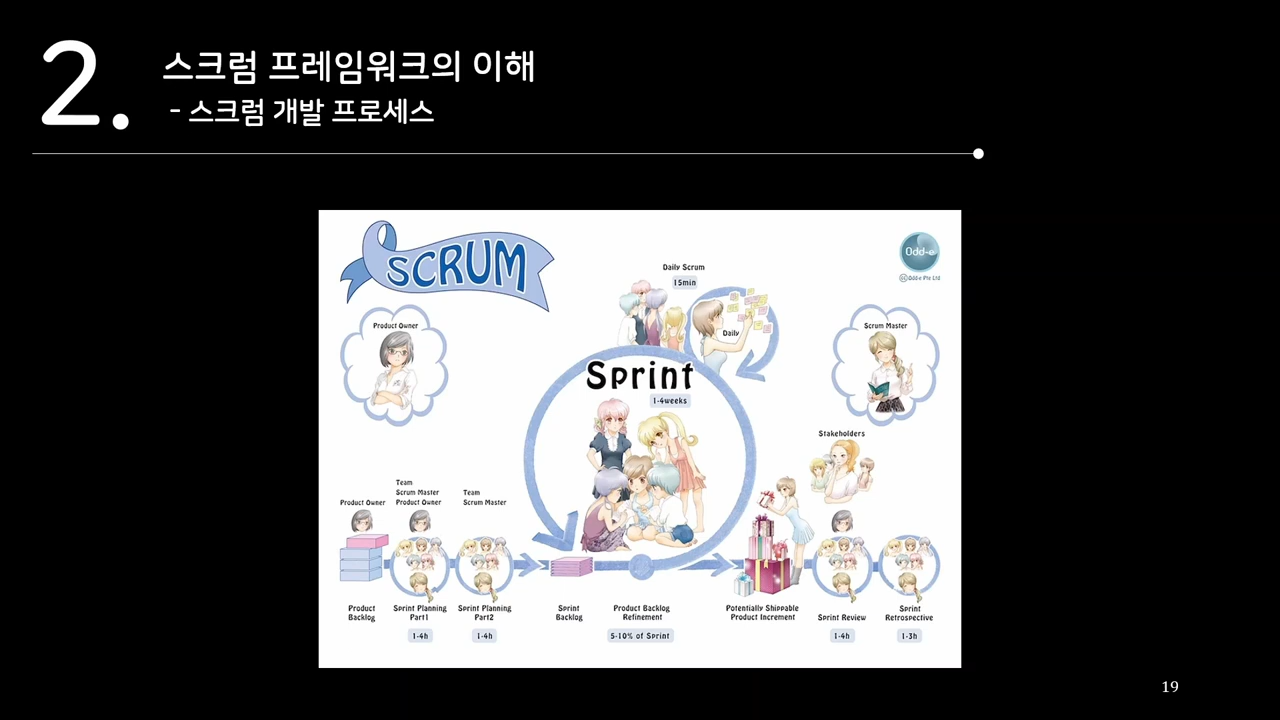 2.
스크럼 프레임워크의 이해
- 스크럼 개발 프로세스
SCRUM
Odd-e
Odd-e Pte Ltd
Daily Scrum
15min
Daily
Product Owner
Scrum Master
Sprint
1-4weeks
Stakeholders
Product Owner
Team
Scrum Master
Product Owner
Team
Scrum Master
Product
Backlog
Sprint Planning
Part1
1-4h
Sprint Planning
Part2
1-4h
Sprint
Backlog
Product Backlog
Refinement
5-10% of Sprint
Potentially Shippable
Product Increment
Sprint Review
1-4h
Sprint
Retrospective
1-3h
19